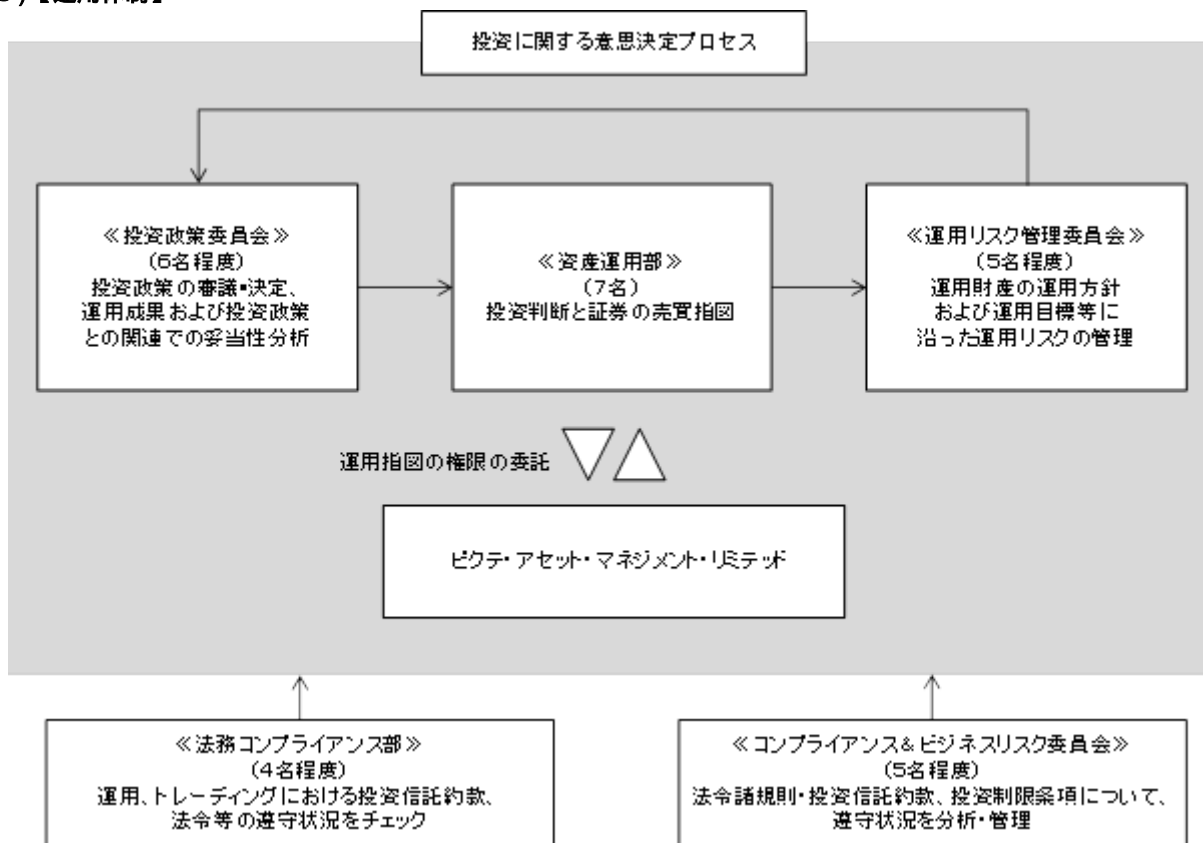 【運用体制】
投資に関する意思決定プロセス
≪投資政策委員会≫
(6名程度)
投資政策の審議・決定、
運用成果および投資政策
との関連での妥当性分析
≪資産運用部≫
(7名)
投資判断と証券の売買指図
≪運用リスク管理委員会≫
(5名程度)
運用財産の運用方針
および運用目標等に
沿った運用リスクの管理
運用指図の権限の委託
ピクテ・アセット・マネジメント・リミテッド
≪法務コンプライアンス部≫
(4名程度)
運用、トレーディングにおける投資信託約款、
法令等の遵守状況をチェック
≪コンプライアンス&ビジネスリスク委員会≫
(5名程度)
法令諸規則・投資信託約款、投資制限条項について、
遵守状況を分析・管理